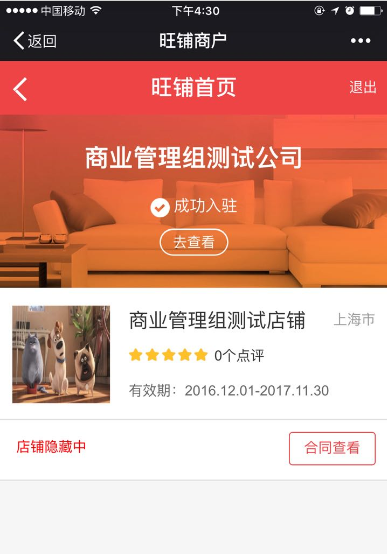 中国移动 下午4:30
返回 旺铺商户
旺铺首页 退出
商业管理组测试公司
成功入驻
去查看
商业管理组测试店铺 上海市
0个点评
有效期：2016.12.01-2017.11.30
店铺隐藏中 合同查看